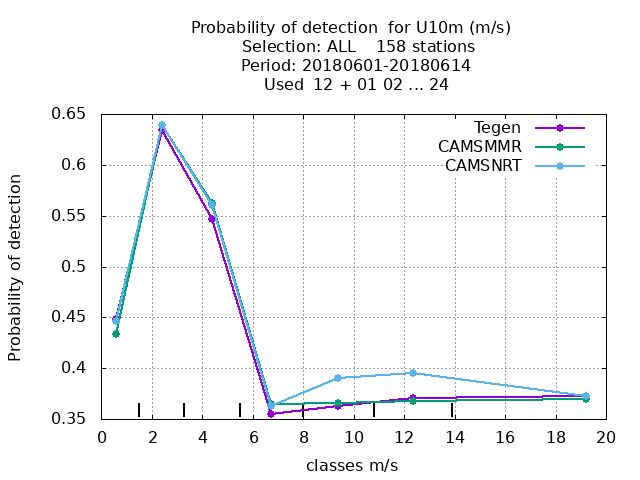 Probability of detection  for U10m (m/s)
Selection: ALL    158 stations
Period: 20180601-20180614
Used  12 + 01 02 ... 24
Tegen
CAMSMMR
CAMSNRT
0.65
0.6
0.55
0.5
0.45
0.4
0.35
Probability of detection
0 2 4 6 8 10 12 14 16 18 20
classes m/s